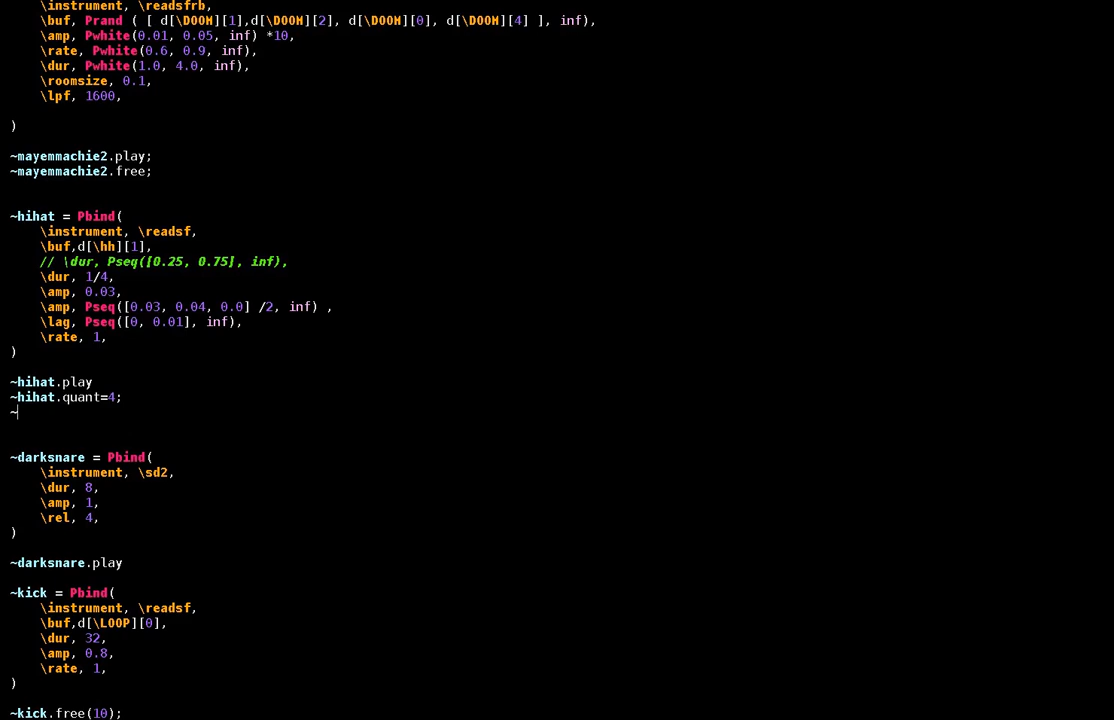 \instrument, \readsfrb,
\buf, Prand ( [ d[\DOOM][1],d[\DOOM][2], d[\DOOM][0], d[\DOOM][4] ], inf),
\amp, Pwhite(0.01, 0.05, inf) *10,
\rate, Pwhite(0.6, 0.9, inf),
\dur, Pwhite(1.0, 4.0, inf),
\roomsize, 0.1,
\lpf, 1600,
)
~mayemmachie2.play;
~mayemmachie2.free;
~hihat = Pbind(
\instrument, \readsf,
\buf,d[\hh][1],
// \dur, Pseq([0.25, 0.75], inf),
\dur, 1/4,
\amp, 0.03,
\amp, Pseq([0.03, 0.04, 0.0] /2, inf) ,
\lag, Pseq([0, 0.01], inf),
\rate, 1,
)
~hihat.play
~hihat.quant=4;
~
~darksnare = Pbind(
\instrument, \sd2,
\dur, 8,
\amp, 1,
\rel, 4,
)
~darksnare.play
~kick = Pbind(
\instrument, \readsf,
\buf,d[\LOOP][0],
\dur, 32,
\amp, 0.8,
\rate, 1,
)
~kick.free(10);